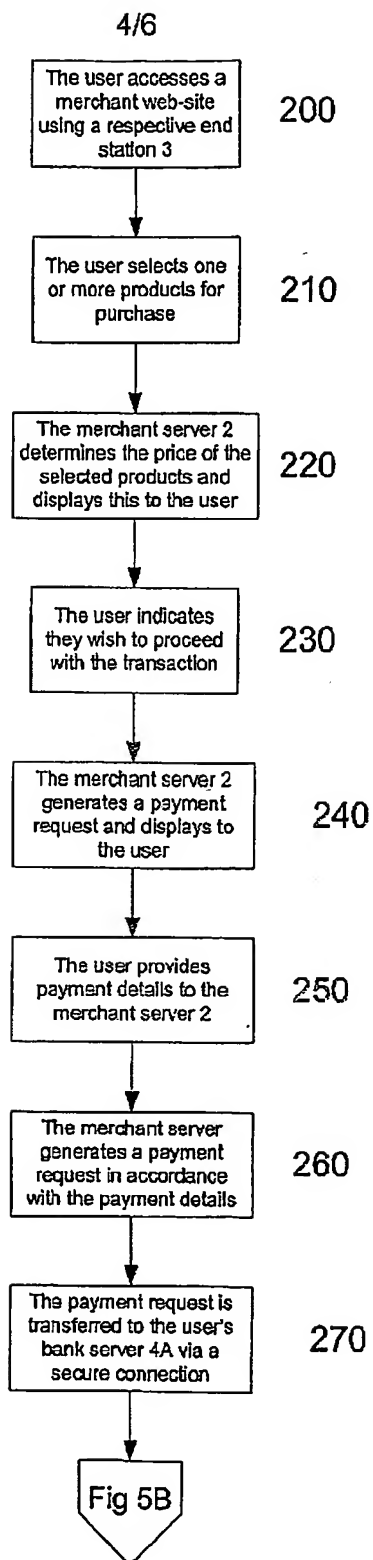 4/6
The user accesses a
merchant web-site
using a respective end
station 3
200
The user selects one
or more products for
purchase
210
The merchant server 2
determines the price of the
selected products and
displays this to the user
220
The user indicates
they wish to proceed
with the transaction
230
The merchant server 2
generates a payment
request and displays to
the user
240
The user provides
payment details to the
merchant server 2
250
The merchant server
generates a payment
request in accordance
with the payment details
260
The payment request is
transferred to the user's
bank server 4A via a
secure connection
270
Fig 5B